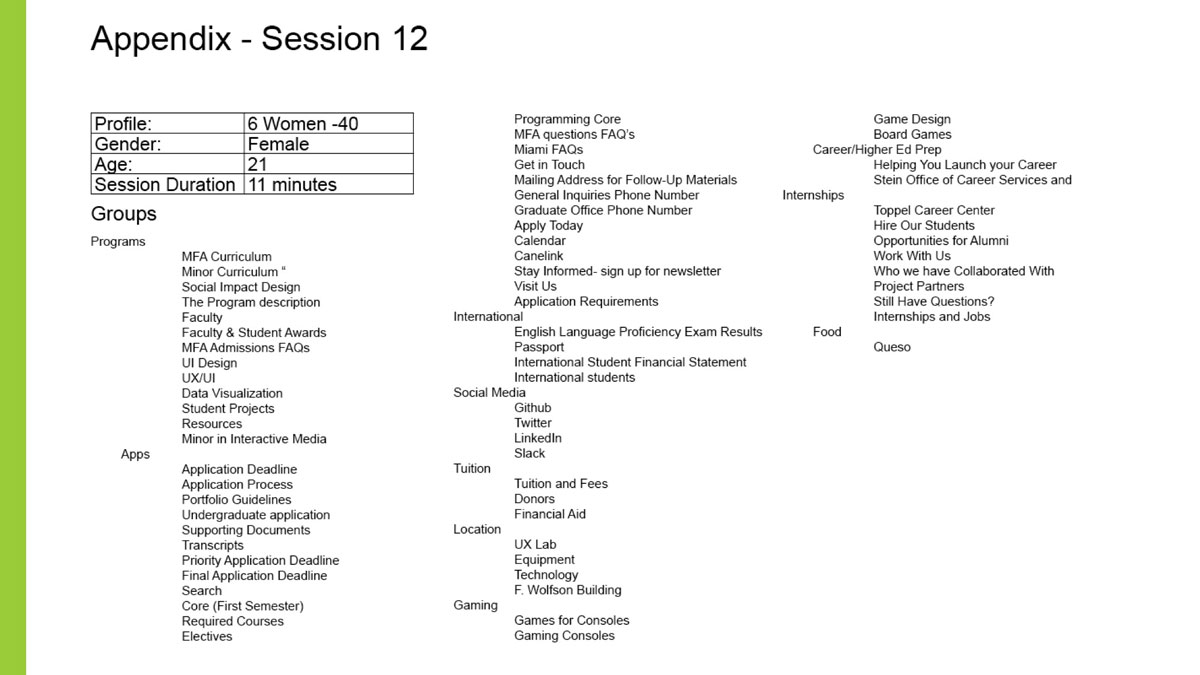 Appendix - Session 12
Profile: 6 Women -40
Gender: Female
Age: 21
Session Duration 11 minutes
Groups
Programs
MFA Curriculum
Minor Curriculum “
Social Impact Design
The Program description
Faculty
Faculty & Student Awards
MFA Admissions FAQs
UI Design
UX/UI
Data Visualization
Student Projects
Resources
Minor in Interactive Media
Apps
Application Deadline
Application Process
Portfolio Guidelines
Undergraduate application
Supporting Documents
Transcripts
Priority Application Deadline
Final Application Deadline
Search
Core (First Semester)
Required Courses
Electives
Programming Core
MFA questions FAQ’s
Miami FAQs
Get in Touch
Mailing Address for Follow-Up Materials
General Inquiries Phone Number
Graduate Office Phone Number
Apply Today
Calendar
Canelink
Stay Informed- sign up for newsletter
Visit Us
Application Requirements
International
English Language Proficiency Exam Results
Passport
International Student Financial Statement
International students
Social Media
Github
Twitter
LinkedIn
Slack
Tuition
Tuition and Fees
Donors
Financial Aid
Location
UX Lab
Equipment
Technology
F. Wolfson Building
Gaming
Games for Consoles
Gaming Consoles
Game Design
Board Games
Career/Higher Ed Prep
Helping You Launch your Career
Stein Office of Career Services and
Internships
Toppel Career Center
Hire Our Students
Opportunities for Alumni
Work With Us
Who we have Collaborated With
Project Partners
Still Have Questions?
Internships and Jobs
Food
Queso